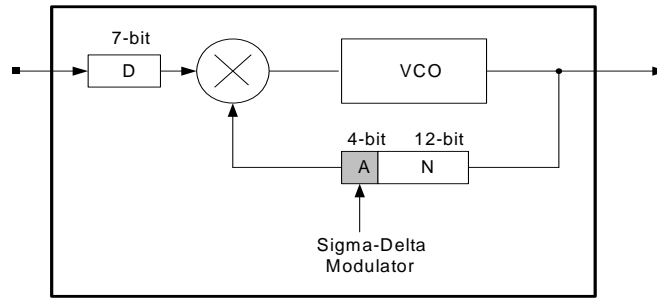 7-bit
D
VCO
4-bit 12-bit
A N
Sigma-Delta
Modulator